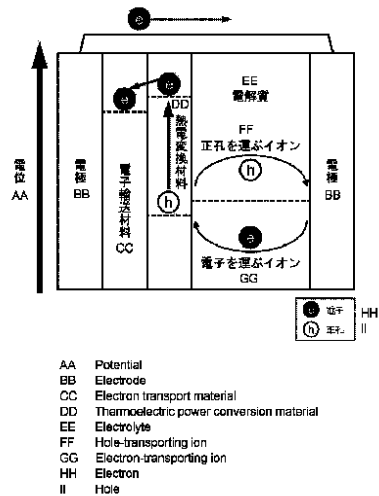 e
EE
電解質
e
e
DD
熱電変換材料
FF
正孔を運ぶイオン
電位
AA
電極
BB
電子輸送材料
CC
h
h
電極
BB
e
電子を運ぶイオン
GG
e 電子 HH
h 正孔 II
AA Potential
BB Electrode
CC Electron transport material
DD Thermoelectric power conversion material
EE Electrolyte
FF Hole-transporting ion
GG Electron-transporting ion
HH Electron
II Hole